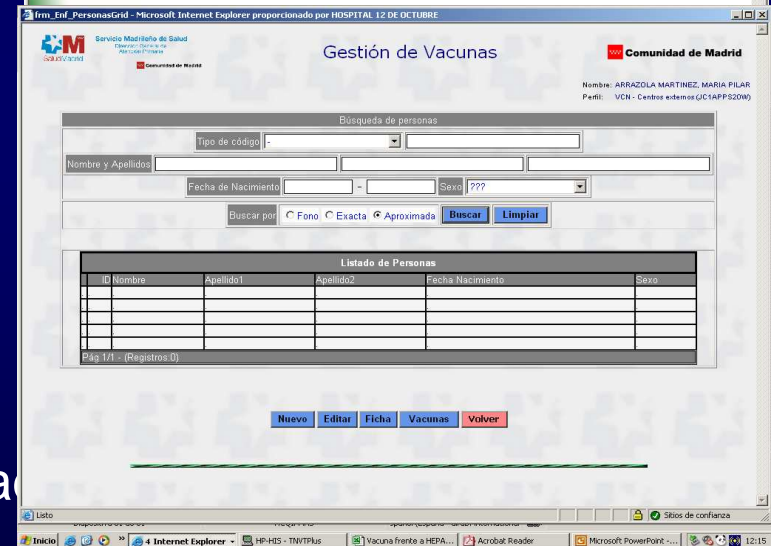 frm_Enf_PersonasGrid - Microsoft Internet Explorer proporcionado por HOSPITAL 12 DE OCTUBRE
Servicio Madrileño de Salud
SaludMadrid
Comunidad de Madrid
Gestión de Vacunas
Comunidad de Madrid
Nombre: ARRAZOLA MARTINEZ, MARIA PILAR
Perfil: VCN - Centros externos (JC1APPS20W)
Búsqueda de personas
Tipo de código -
Nombre y Apellidos
Fecha de Nacimiento - Sexo ???
Buscar por Fono Exacta Aproximada Buscar Limpiar
Listado de Personas
ID Nombre Apellido1 Apellido2 Fecha Nacimiento Sexo
Pág 1/1 - (Registros:0)
Nuevo Editar Ficha Vacunas Volver
Listo Sitios de confianza
Inicio 4 Internet Explorer HP-HIS - TNVTPlus Vacuna frente a HEPA... Acrobat Reader Microsoft PowerPoint -... 12:15